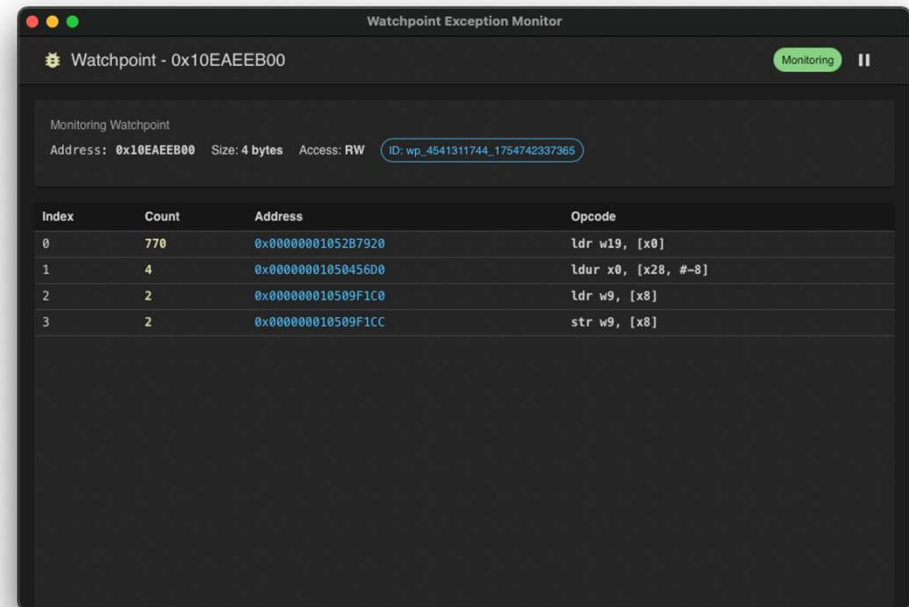 Watchpoint Exception Monitor
Watchpoint - 0x10EAEEB00
Monitoring
Monitoring Watchpoint
Address: 0x10EAEEB00 Size: 4 bytes Access: RW ID: wp_4541311744_1754742337365
Index Count Address Opcode
0 770 0x00000001052B7920 ldr w19, [x0]
1 4 0x00000001050456D0 ldur x0, [x28, #-8]
2 2 0x000000010509F1C0 ldr w9, [x8]
3 2 0x000000010509F1CC str w9, [x8]